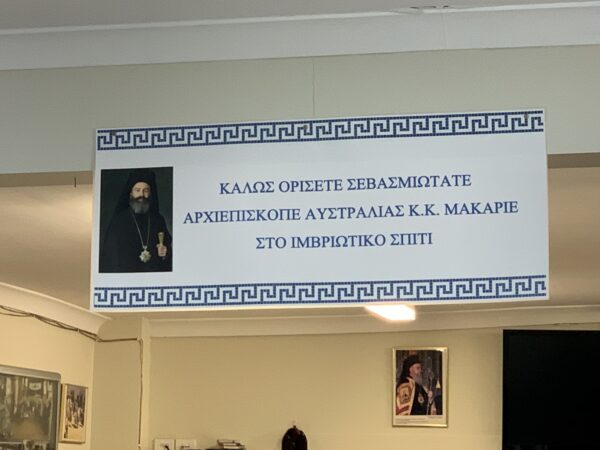 ΚΑΛΩΣ ΟΡΙΣΕΤΕ ΣΕΒΑΣΜΙΩΤΑΤΕ
ΑΡΧΙΕΠΙΣΚΟΠΕ ΑΥΣΤΡΑΛΙΑΣ Κ.Κ. ΜΑΚΑΡΙΕ
ΣΤΟ ΙΜΒΡΙΩΤΙΚΟ ΣΠΙΤΙ